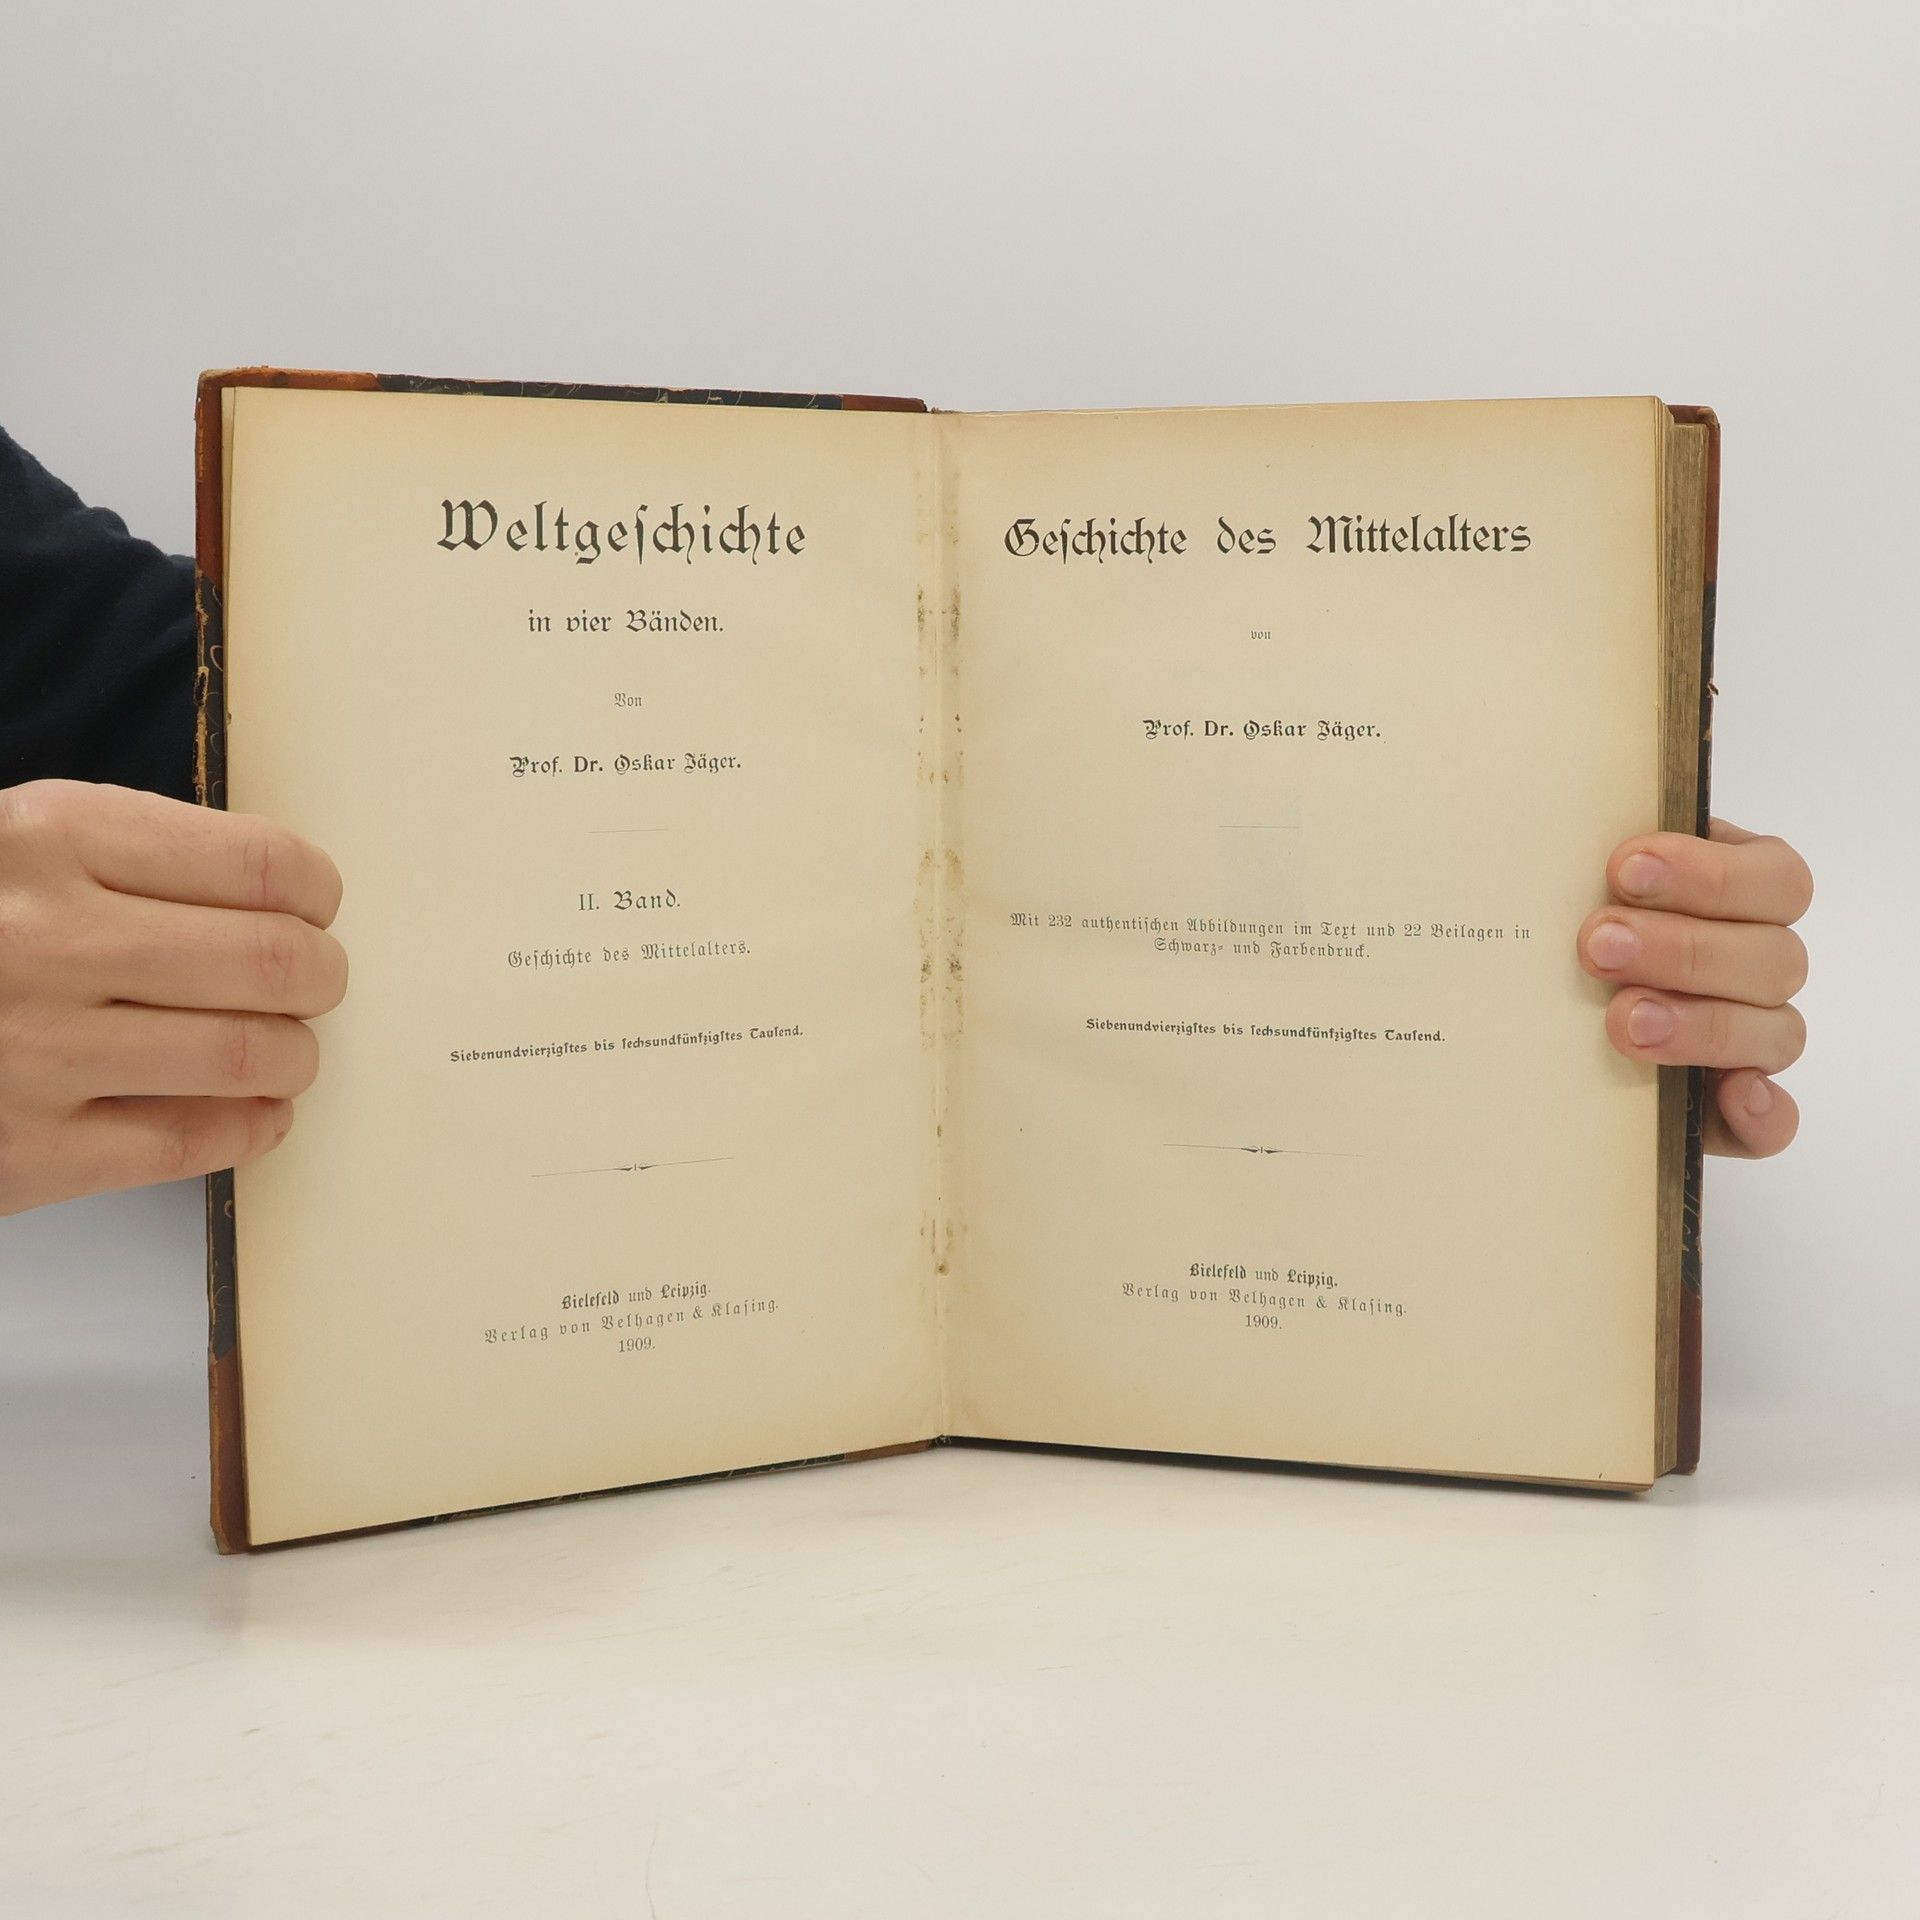 Weltgeſchichte
in vier Bänden.
Von
Prof. Dr. Oskar Jäger.
II. Band.
Geſchichte des Mittelalters.
Siebenundvierzigſtes bis ſechsundfünfzigſtes Tauſend.
Bielefeld und Leipzig.
Verlag von Velhagen & Klaſing.
1909.
Geſchichte des Mittelalters
von
Prof. Dr. Oskar Jäger.
Mit 232 authentiſchen Abbildungen im Text und 22 Beilagen in
Schwarz- und Farbendruck.
Siebenundvierzigſtes bis ſechsundfünfzigſtes Tauſend.
Bielefeld und Leipzig.
Verlag von Velhagen & Klaſing.
1909.